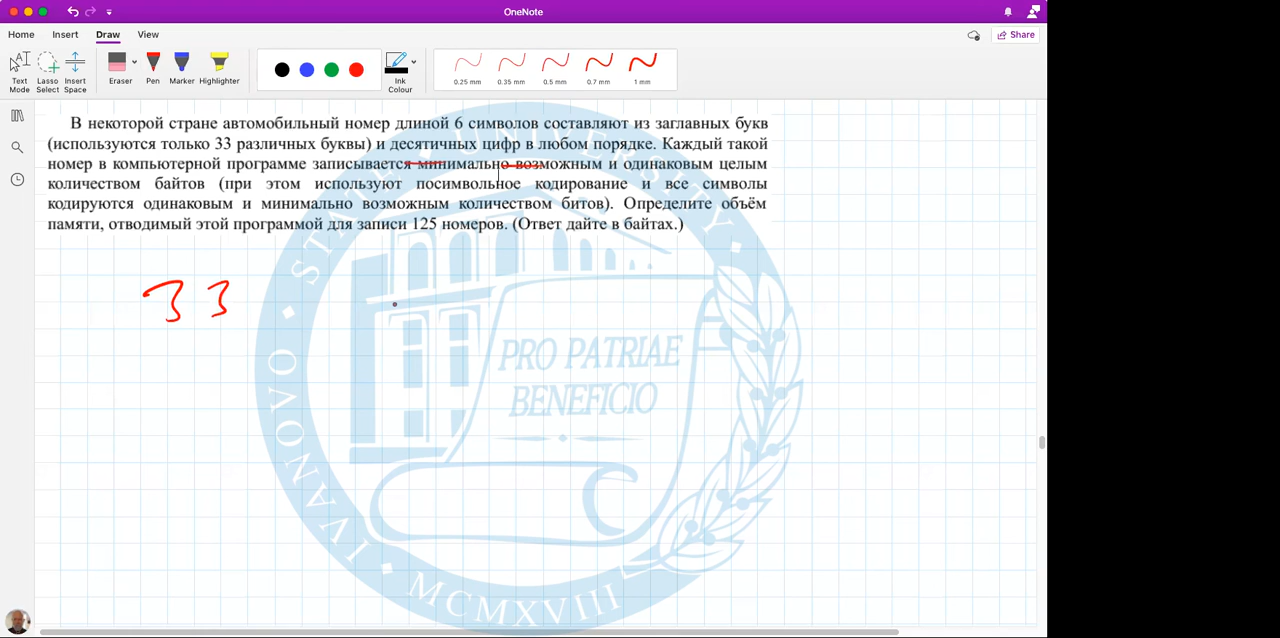 OneNote
Home Insert Draw View
Share
Text Mode
Lasso Select
Insert Space
Eraser
Pen
Marker
Highlighter
Ink Colour
0.25 mm
0.35 mm
0.5 mm
0.7 mm
1 mm
В некоторой стране автомобильный номер длиной 6 символов составляют из заглавных букв
(используются только 33 различных буквы) и десятичных цифр в любом порядке. Каждый такой
номер в компьютерной программе записывается минимально возможным и одинаковым целым
количеством байтов (при этом используют посимвольное кодирование и все символы
кодируются одинаковым и минимально возможным количеством битов). Определите объём
памяти, отводимый этой программой для записи 125 номеров. (Ответ дайте в байтах.)
33
IVANOVO STATE UNIVERSITY
PRO PATRIAE
BENEFICIO
MCMXVIII